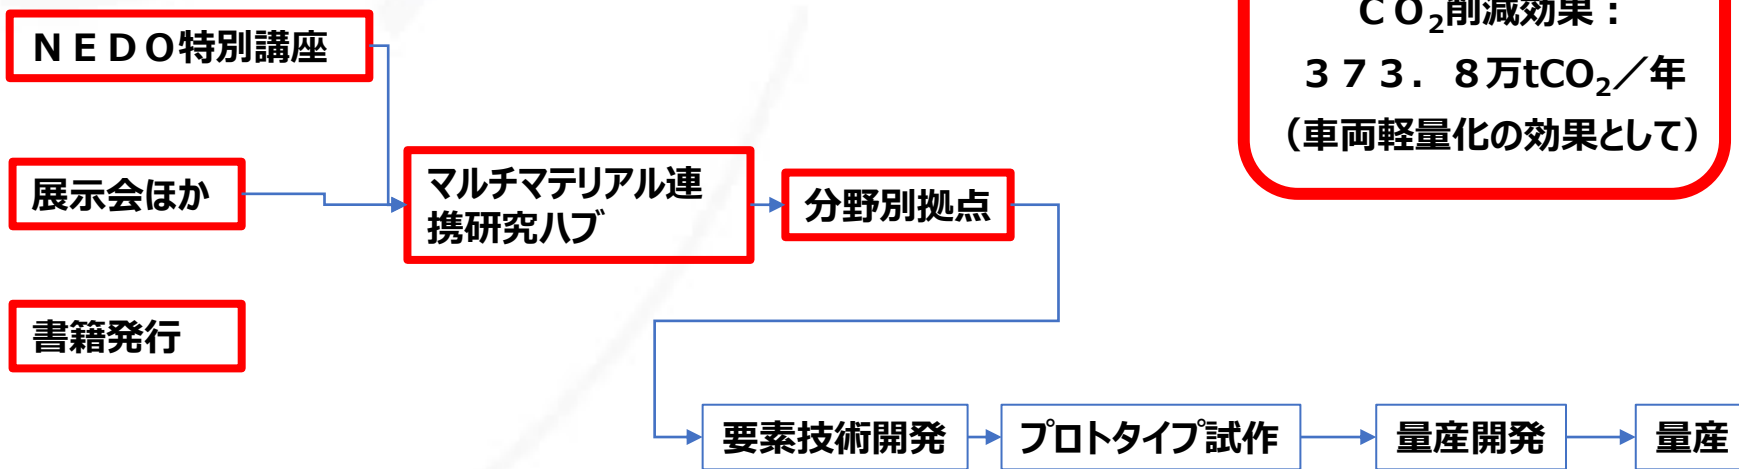 ＣＯ₂削減効果：
３７３．８万tCO₂／年
（車両軽量化の効果として）
ＮＥＤＯ特別講座
展示会ほか
書籍発行
マルチマテリアル連
携研究ハブ
分野別拠点
要素技術開発
プロトタイプ試作
量産開発
量産